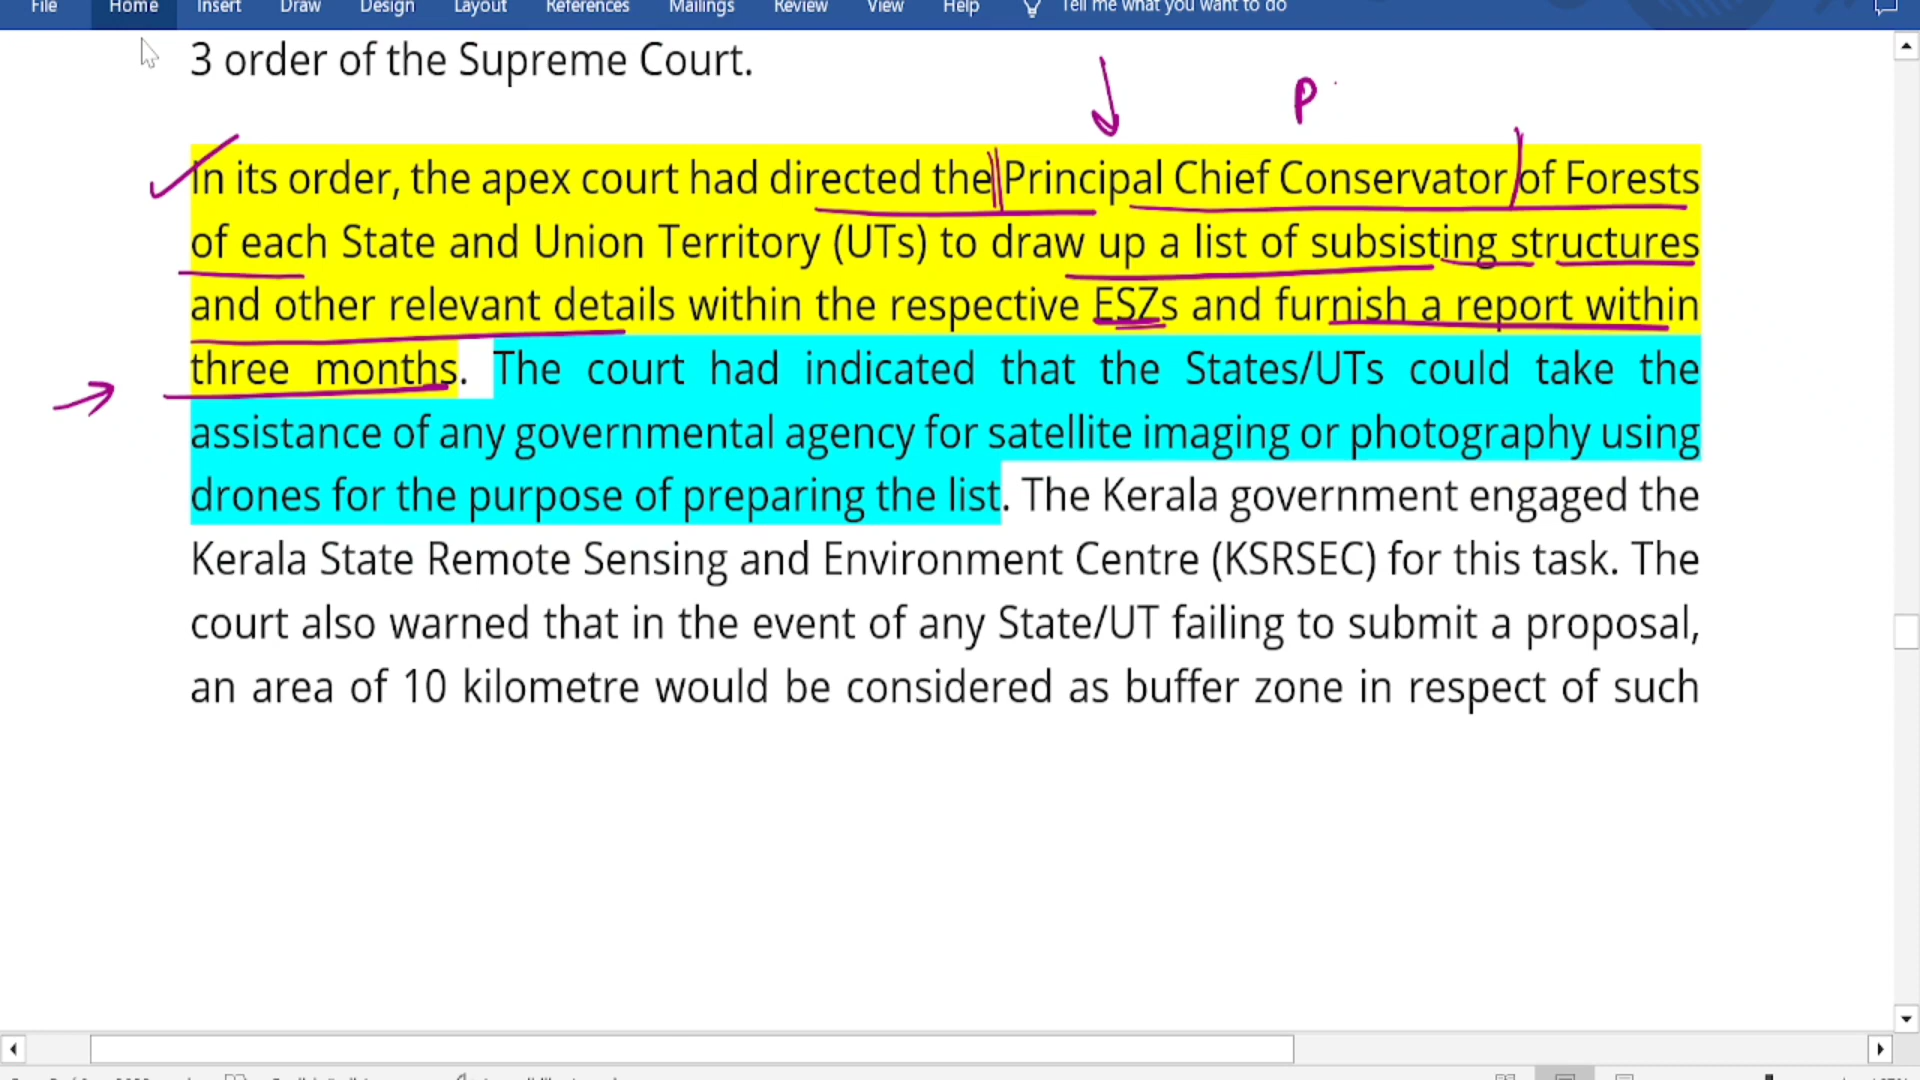 File Home Insert Draw Design Layout References Mailings Review View Help Tell me what you want to do
3 order of the Supreme Court.
P
In its order, the apex court had directed the Principal Chief Conservator of Forests
of each State and Union Territory (UTs) to draw up a list of subsisting structures
and other relevant details within the respective ESZs and furnish a report within
three months. The court had indicated that the States/UTs could take the
assistance of any governmental agency for satellite imaging or photography using
drones for the purpose of preparing the list. The Kerala government engaged the
Kerala State Remote Sensing and Environment Centre (KSRSEC) for this task. The
court also warned that in the event of any State/UT failing to submit a proposal,
an area of 10 kilometre would be considered as buffer zone in respect of such